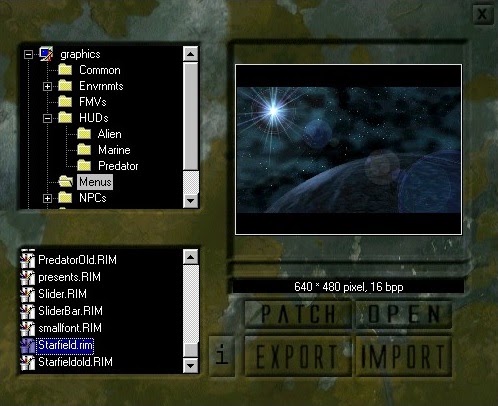 X
graphics
Common
Envrnmts
FMVs
HUDs
Alien
Marine
Predator
Menus
NPCs
PredatorOld.RIM
presents.RIM
Slider.RIM
SliderBar.RIM
smallfont.RIM
Starfield.rim
Starfieldold.RIM
640 * 480 pixel, 16 bpp
PATCH OPEN
i EXPORT IMPORT